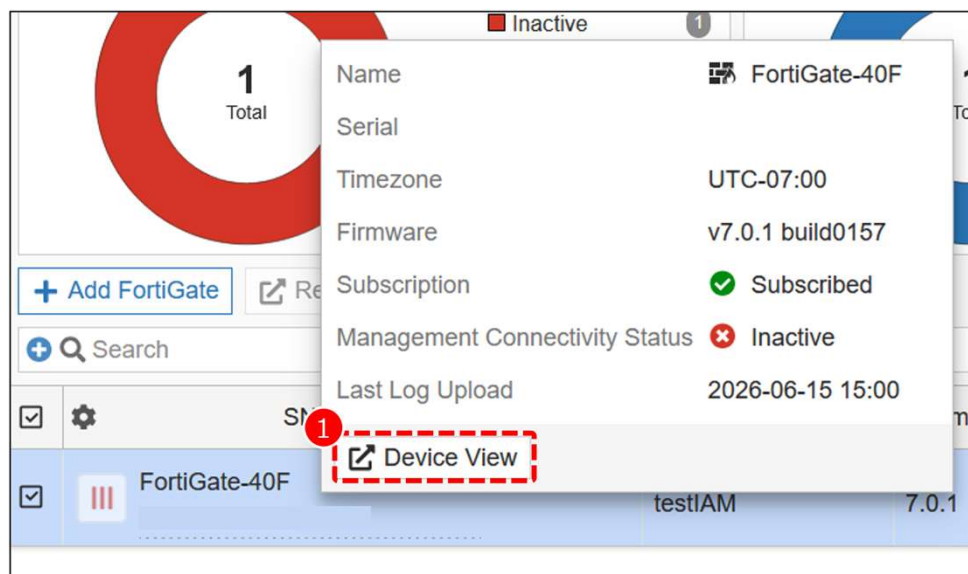 Inactive 1
1
Total
Name FortiGate-40F
Serial
Timezone UTC-07:00
Firmware v7.0.1 build0157
Subscription Subscribed
Management Connectivity Status Inactive
Last Log Upload 2026-06-15 15:00
1 Device View
Add FortiGate
Search
FortiGate-40F
testIAM
7.0.1